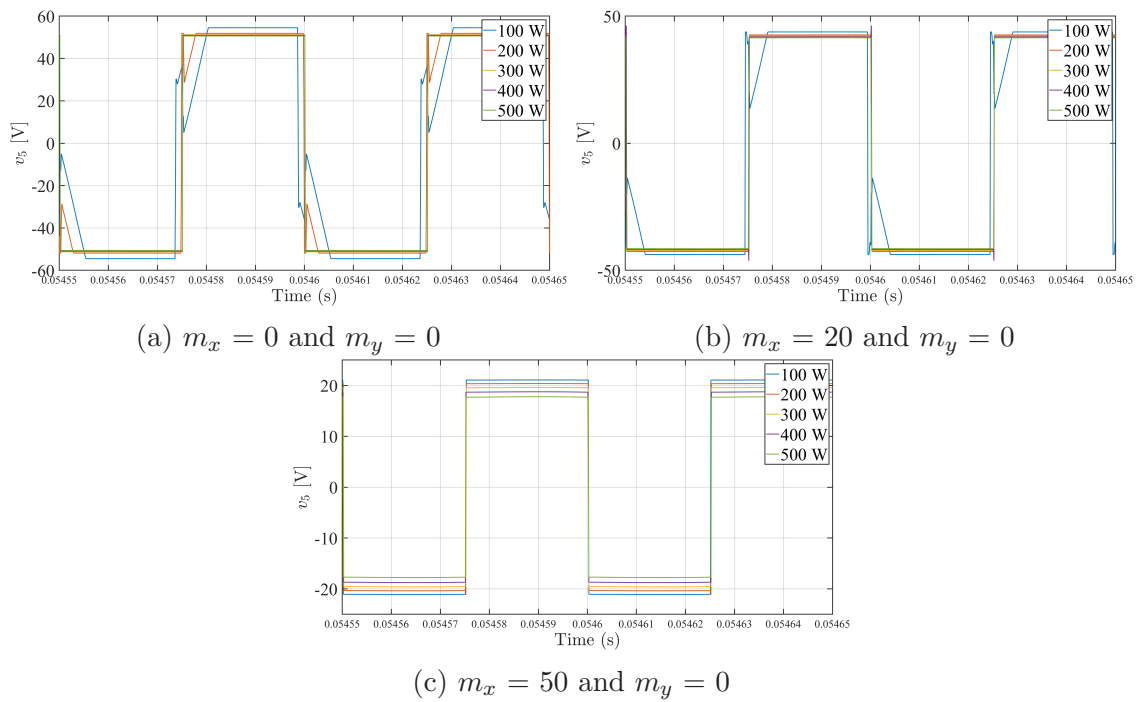 60
40
20
0
-20
-40
-60
v₅ [V]
100 W
200 W
300 W
400 W
500 W
0.05455 0.05456 0.05457 0.05458 0.05459 0.0546 0.05461 0.05462 0.05463 0.05464 0.05465
Time (s)
(a) mₓ = 0 and m_y = 0
50
0
-50
v₅ [V]
100 W
200 W
300 W
400 W
500 W
0.05455 0.05456 0.05457 0.05458 0.05459 0.0546 0.05461 0.05462 0.05463 0.05464 0.05465
Time (s)
(b) mₓ = 20 and m_y = 0
20
10
0
-10
-20
v₅ [V]
100 W
200 W
300 W
400 W
500 W
0.05455 0.05456 0.05457 0.05458 0.05459 0.0546 0.05461 0.05462 0.05463 0.05464 0.05465
Time (s)
(c) mₓ = 50 and m_y = 0